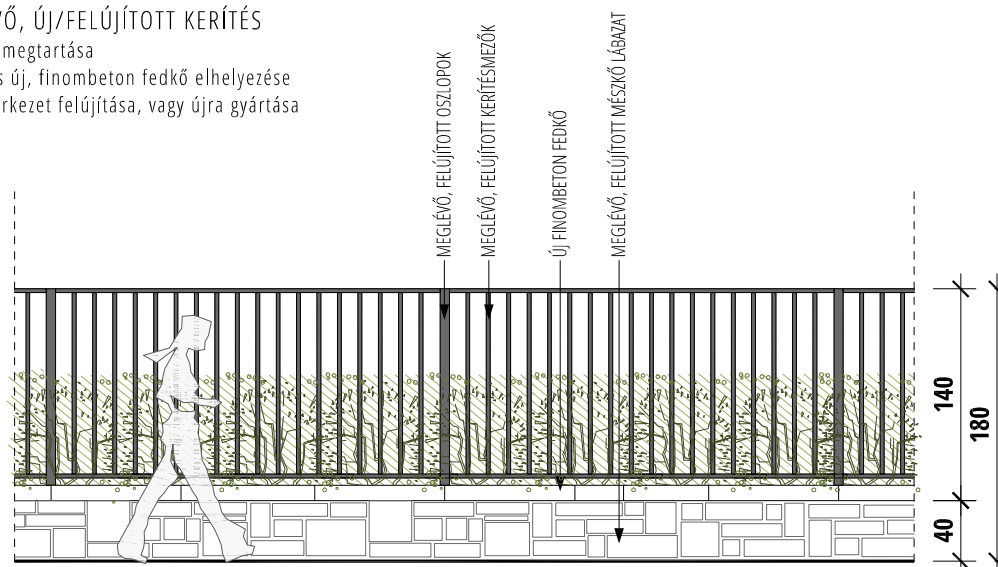 Ő, ÚJ/FELÚJÍTOTT KERÍTÉS
megtartása
s új, finombeton fedkő elhelyezése
rkezet felújítása, vagy újra gyártása
MEGLÉVŐ, FELÚJÍTOTT OSZLOPOK
MEGLÉVŐ, FELÚJÍTOTT KERÍTÉSMEZŐK
ÚJ FINOMBETON FEDKŐ
MEGLÉVŐ, FELÚJÍTOTT MÉSZKŐ LÁBAZAT
140
180
40